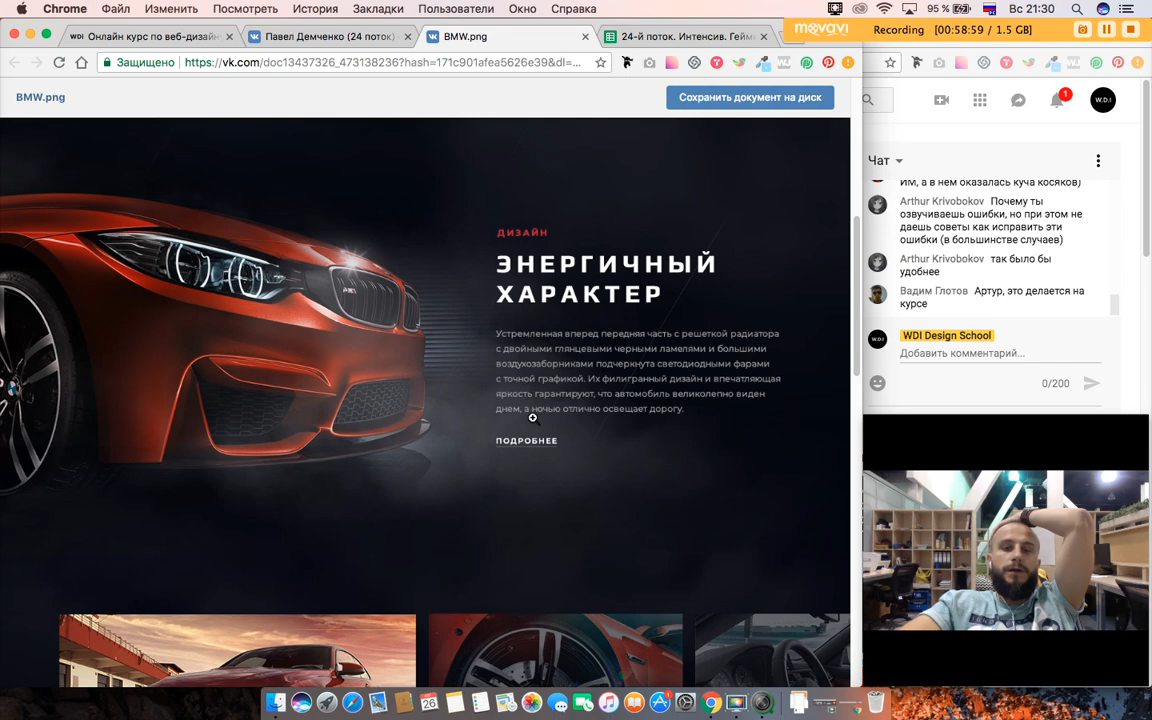 Chrome Файл Изменить Посмотреть История Закладки Пользователи Окно Справка
95 % Вс 21:30
WDI Онлайн курс по веб-дизайн
Павел Демченко (24 поток)
BMW.png
24-й поток. Интенсив. Гейм
movavi
Recording [00:58:59 / 1.5 GB]
Защищено https://vk.com/doc13437326_473138236?hash=171c901afea5626e39&dl=...
BMW.png
Сохранить документ на диск
ДИЗАЙН
ЭНЕРГИЧНЫЙ
ХАРАКТЕР
Устремленная вперед передняя часть с решеткой радиатора
с двойными глянцевыми черными ламелями и большими
воздухозаборниками подчеркнута светодиодными фарами
с точной графикой. Их филигранный дизайн и впечатляющая
яркость гарантируют, что автомобиль великолепно виден
днем, а ночью отлично освещает дорогу.
ПОДРОБНЕЕ
1
W.D.I
Чат
ИМ, а в нем оказалась куча косяков)
Arthur Krivobokov Почему ты
озвучиваешь ошибки, но при этом не
даешь советы как исправить эти
ошибки (в большинстве случаев)
Arthur Krivobokov так было бы
удобнее
Вадим Глотов Артур, это делается на
курсе
W.D.I
WDI Design School
Добавить комментарий...
0/200
26